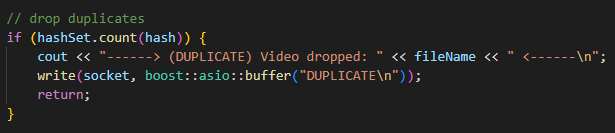 // drop duplicates
if (hashSet.count(hash)) {
    cout << "------> (DUPLICATE) Video dropped: " << fileName << " <------\n";
    write(socket, boost::asio::buffer("DUPLICATE\n"));
    return;
}